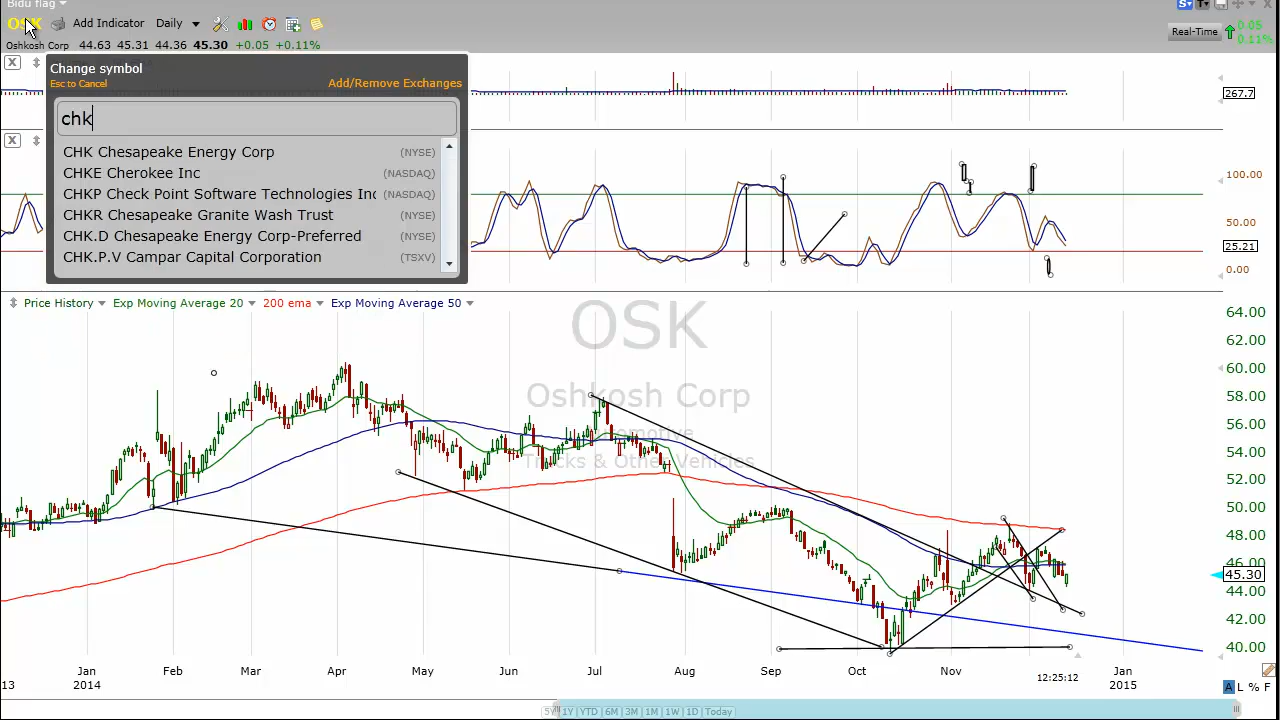 Bidu flag
OSK Add Indicator Daily
Real-Time 0.05
0.11%
Oshkosh Corp 44.63 45.31 44.36 45.30 +0.05 +0.11%
Change symbol
Esc to Cancel Add/Remove Exchanges
chk
CHK Chesapeake Energy Corp (NYSE)
CHKE Cherokee Inc (NASDAQ)
CHKP Check Point Software Technologies Inc (NASDAQ)
CHKR Chesapeake Granite Wash Trust (NYSE)
CHK.D Chesapeake Energy Corp-Preferred (NYSE)
CHK.P.V Campar Capital Corporation (TSXV)
267.7
100.00
50.00
25.21
0.00
Price History Exp Moving Average 20 200 ema Exp Moving Average 50
OSK
Oshkosh Corp
Trucks & Other Vehicles
64.00
62.00
60.00
58.00
56.00
54.00
52.00
50.00
48.00
46.00
45.30
44.00
42.00
40.00
Jan Feb Mar Apr May Jun Jul Aug Sep Oct Nov 12:25:12 Jan
13 2014 2015
A L % F
5Y 1Y YTD 6M 3M 1M 1W 1D Today